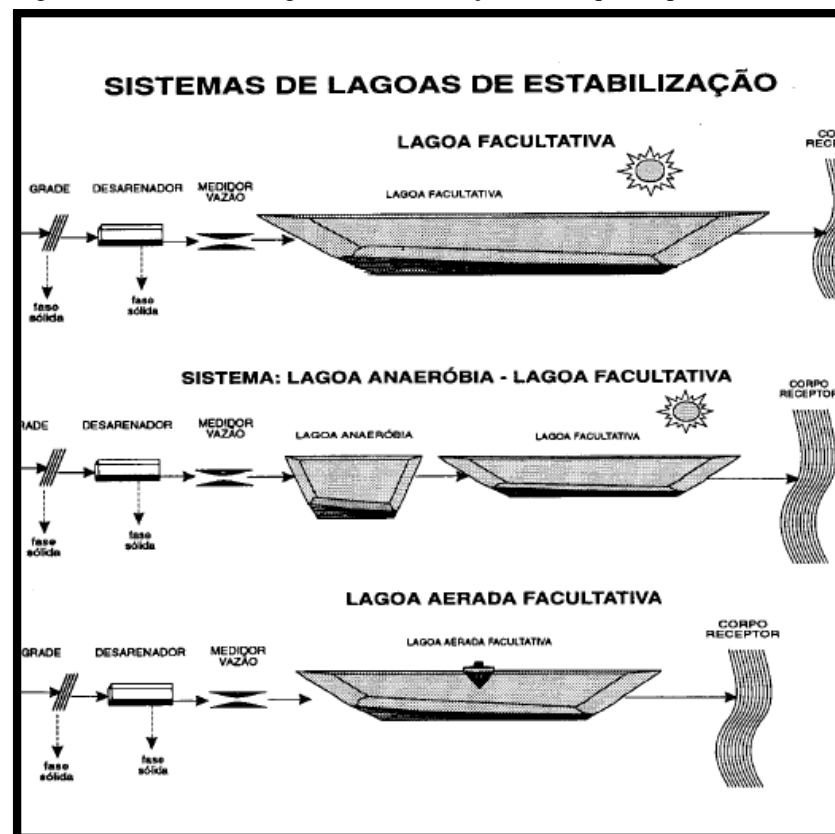 SISTEMAS DE LAGOAS DE ESTABILIZAÇÃO
LAGOA FACULTATIVA
GRADE
DESARENADOR
MEDIDOR
VAZÃO
LAGOA FACULTATIVA
fase
sólida
fase
sólida
SISTEMA: LAGOA ANAERÓBIA - LAGOA FACULTATIVA
DESARENADOR
MEDIDOR
VAZÃO
LAGOA ANAERÓBIA
LAGOA FACULTATIVA
CORPO
RECEPTOR
fase
sólida
fase
sólida
LAGOA AERADA FACULTATIVA
GRADE
DESARENADOR
MEDIDOR
VAZÃO
LAGOA AERADA FACULTATIVA
CORPO
RECEPTOR
fase
sólida
fase
sólida